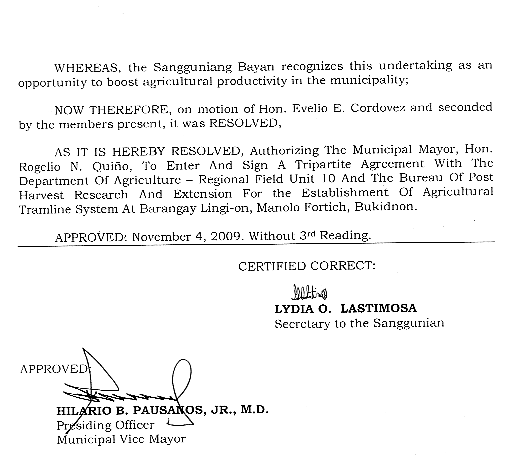 WHEREAS, the Sangguniang Bayan recognizes this undertaking as an
opportunity to boost agricultural productivity in the municipality;
NOW THEREFORE, on motion of Hon. Evelio E. Cordovez and seconded
by the members present, it was RESOLVED,
AS IT IS HEREBY RESOLVED, Authorizing The Municipal Mayor, Hon.
Rogelio N. Quiño, To Enter And Sign A Tripartite Agreement With The
Department Of Agriculture – Regional Field Unit 10 And The Bureau Of Post
Harvest Research And Extension For the Establishment Of Agricultural
Tramline System At Barangay Lingi-on, Manolo Fortich, Bukidnon.
APPROVED: November 4, 2009. Without 3rd Reading.
CERTIFIED CORRECT:
LYDIA O. LASTIMOSA
Secretary to the Sanggunian
APPROVED:
HILARIO B. PAUSANOS, JR., M.D.
Presiding Officer
Municipal Vice Mayor